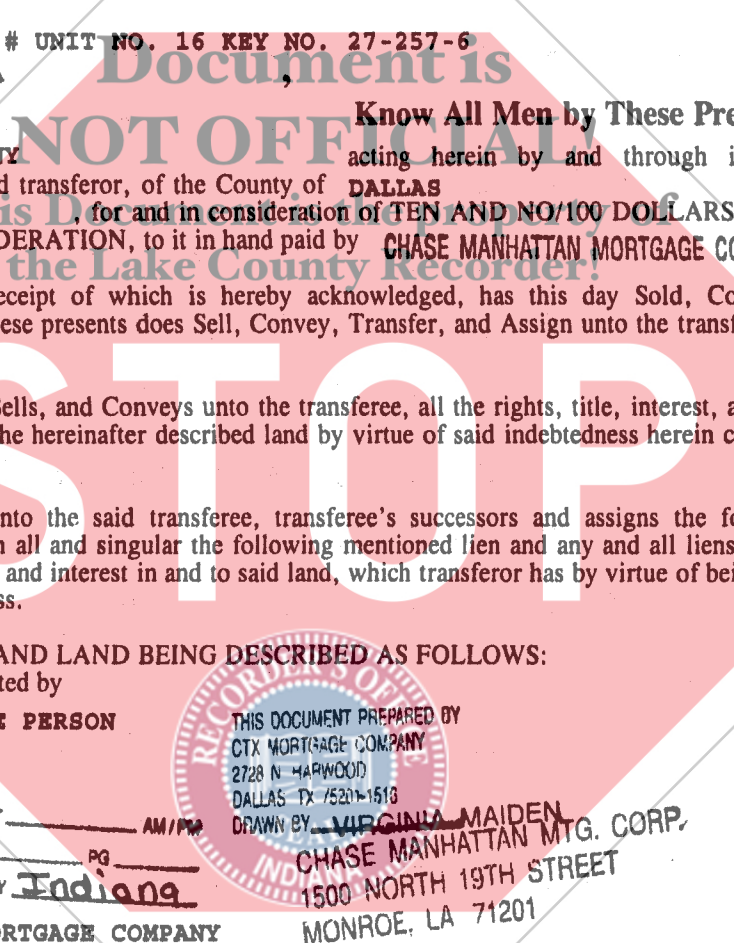 # UNIT NO. 16 KEY NO. 27-257-6
Document is
,
Know All Men by These Pre
NOT OFFICIAL!
TY acting herein by and through i
d transferor, of the County of DALLAS
is Document is the property of
, for and in consideration of TEN AND NO/100 DOLLARS
DERATION, to it in hand paid by CHASE MANHATTAN MORTGAGE CO
the Lake County Recorder!
eceipt of which is hereby acknowledged, has this day Sold, Co
ese presents does Sell, Convey, Transfer, and Assign unto the transf
STOP
Sells, and Conveys unto the transferee, all the rights, title, interest, a
he hereinafter described land by virtue of said indebtedness herein c
nto the said transferee, transferee's successors and assigns the fo
n all and singular the following mentioned lien and any and all liens
and interest in and to said land, which transferor has by virtue of bei
ss.
AND LAND BEING DESCRIBED AS FOLLOWS:
ted by
E PERSON
RECORDER'S OFFICE
INDIANA
THIS DOCUMENT PREPARED BY
CTX MORTGAGE COMPANY
2728 N HARWOOD
DALLAS TX 75201-1516
DRAWN BY VIRGINIA MAIDEN
AM/PM
CHASE MANHATTAN MTG. CORP.
PG
1500 NORTH 19TH STREET
Y Indiana
MONROE, LA 71201
ORTGAGE COMPANY